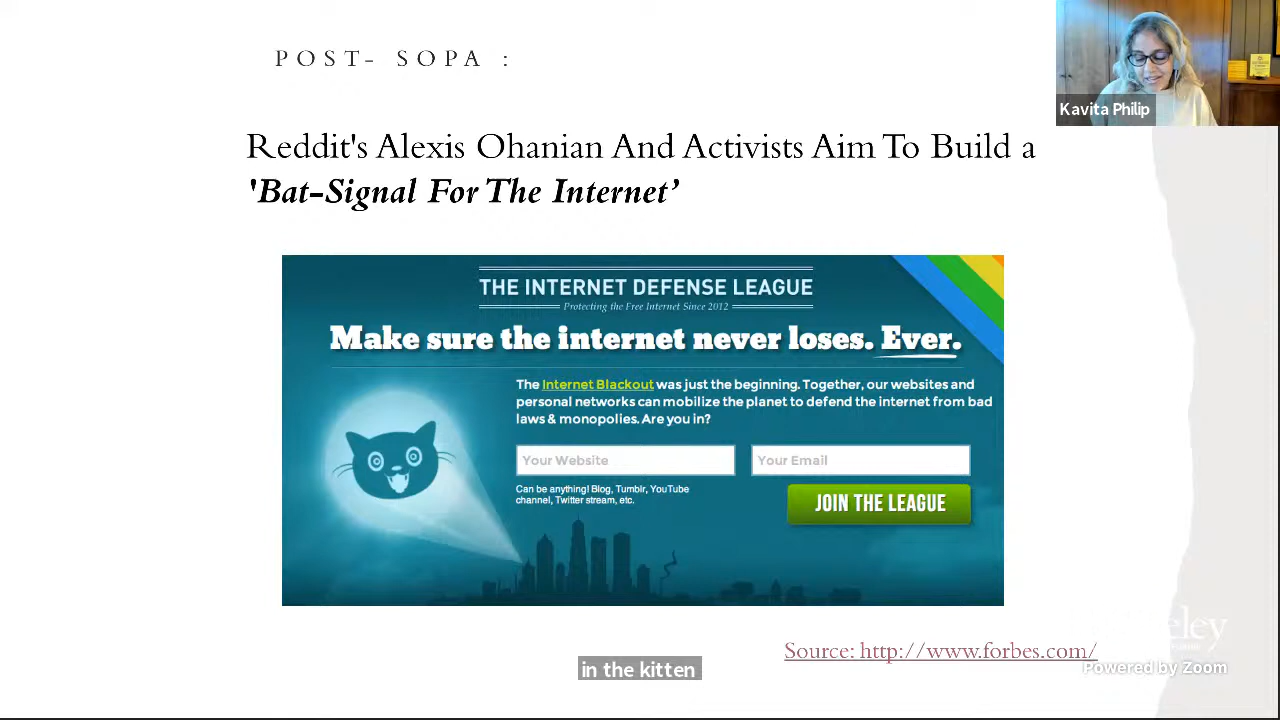 POST- SOPA :
Kavita Philip
Reddit's Alexis Ohanian And Activists Aim To Build a
'Bat-Signal For The Internet’
THE INTERNET DEFENSE LEAGUE
Protecting the Free Internet Since 2012
Make sure the internet never loses. Ever.
The Internet Blackout was just the beginning. Together, our websites and
personal networks can mobilize the planet to defend the internet from bad
laws & monopolies. Are you in?
Your Website
Your Email
Can be anything! Blog, Tumblr, YouTube
channel, Twitter stream, etc.
JOIN THE LEAGUE
Source: http://www.forbes.com/
Powered by Zoom
in the kitten